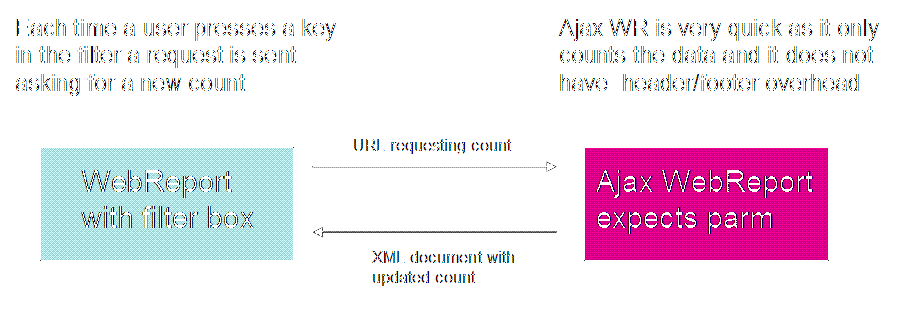 Each time a user presses a key
in the filter a request is sent
asking for a new count
Ajax WR is very quick as it only
counts the data and it does not
have header/footer overhead
URL requesting count
WebReport
with filter box
Ajax WebReport
expects parm
XML document with
updated count